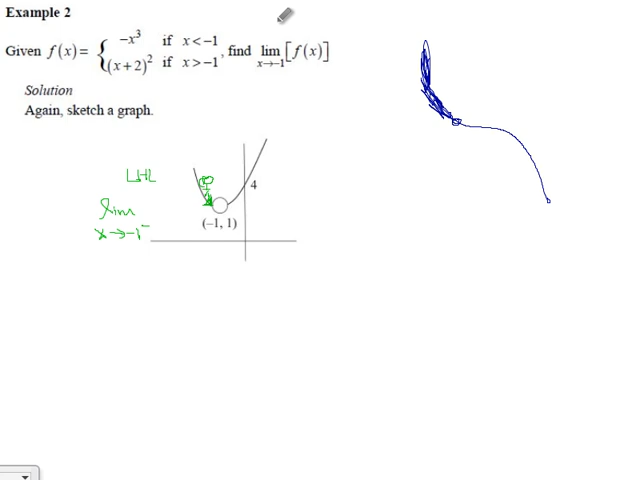 Example 2
Given f(x) = { −x³ if x < −1
(x+2)² if x > −1 , find lim x→−1 [f(x)]
Solution
Again, sketch a graph.
LHL
4
lim
x→−1⁻
(−1, 1)